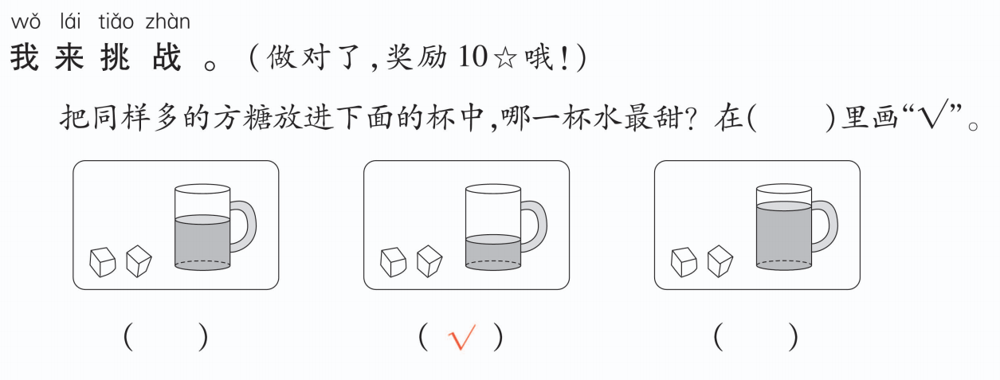 wǒ lái tiǎo zhàn
我来挑战。(做对了,奖励10☆哦!)
把同样多的方糖放进下面的杯中,哪一杯水最甜?在( )里画“√”。
( ) ( √ ) ( )